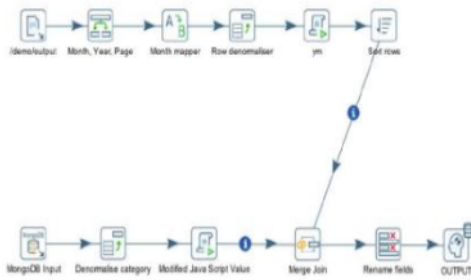 /demo/output
Month, Year, Page
Month mapper
Row denormaliser
ym
Sort rows
MongoDB Input
Denormalise category
Modified Java Script Value
Merge Join
Rename fields